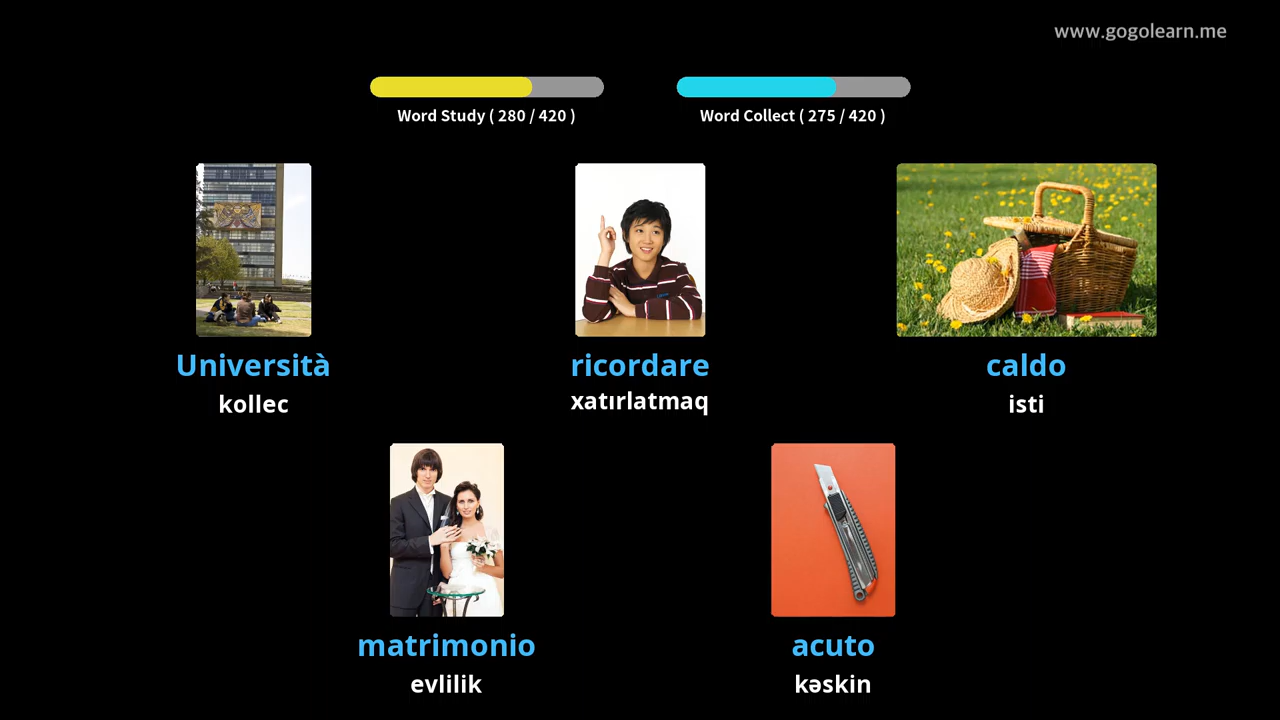 www.gogolearn.me
Word Study ( 280 / 420 )
Word Collect ( 275 / 420 )
Università
kollec
ricordare
xatırlatmaq
caldo
isti
matrimonio
evlilik
acuto
kəskin